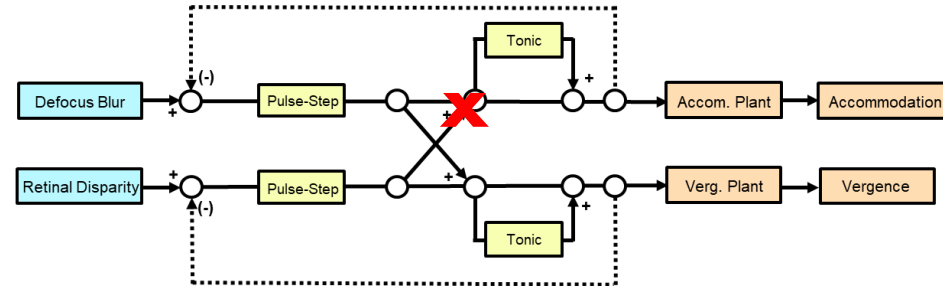 Tonic
(-)
+
Defocus Blur
+
Pulse-Step
+
Accom. Plant
Accommodation
+
Retinal Disparity
+
(-)
Pulse-Step
+
Verg. Plant
Vergence
+
Tonic